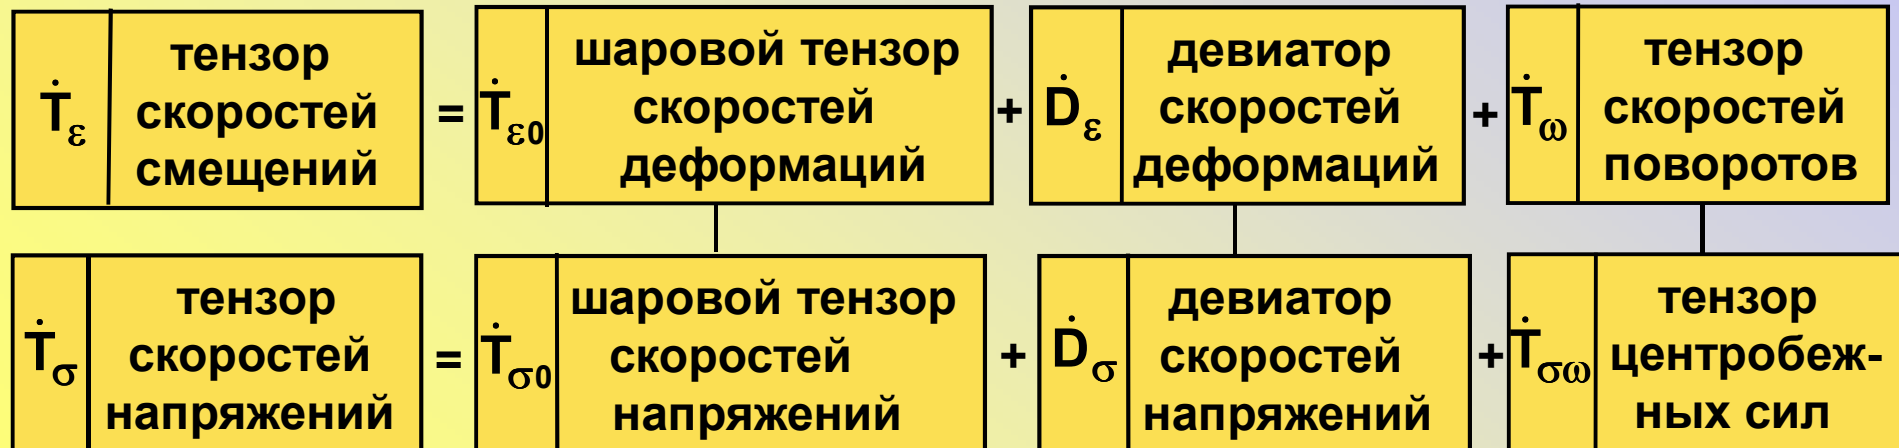 Ṫε тензор скоростей смещений = Ṫε0 шаровой тензор скоростей деформаций + Ḋε девиатор скоростей деформаций + Ṫω тензор скоростей поворотов
Ṫσ тензор скоростей напряжений = Ṫσ0 шаровой тензор скоростей напряжений + Ḋσ девиатор скоростей напряжений + Ṫσω тензор центробеж-ных сил